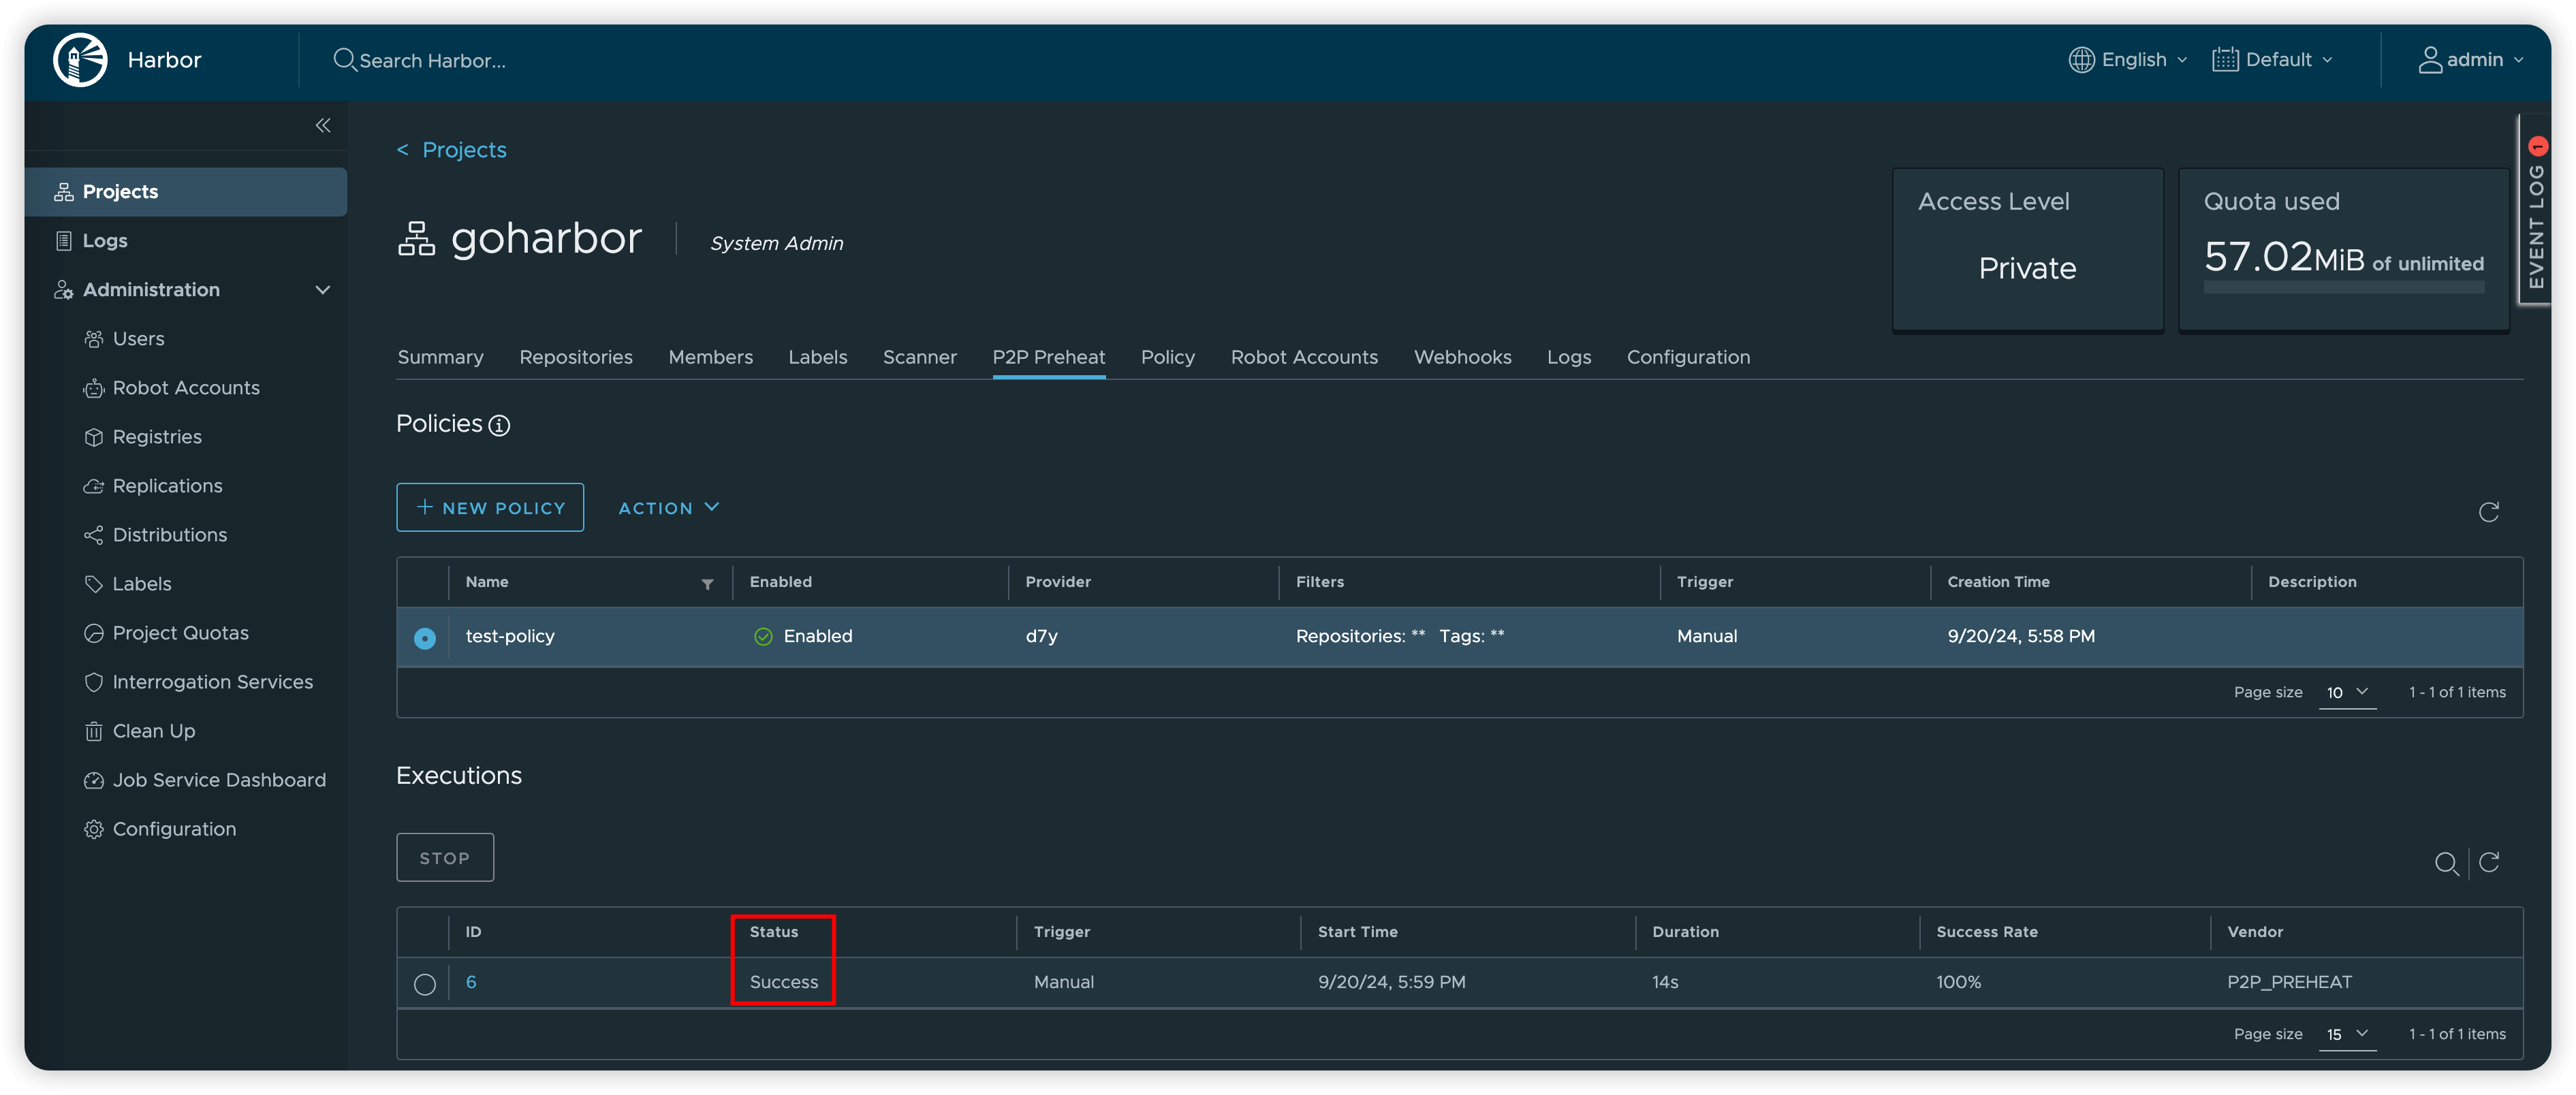 Harbor
Search Harbor...
English
Default
admin
Projects
Logs
Administration
Users
Robot Accounts
Registries
Replications
Distributions
Labels
Project Quotas
Interrogation Services
Clean Up
Job Service Dashboard
Configuration
< Projects
goharbor System Admin
Access Level
Private
Quota used
57.02MiB of unlimited
EVENT LOG 1
Summary Repositories Members Labels Scanner P2P Preheat Policy Robot Accounts Webhooks Logs Configuration
Policies
+ NEW POLICY ACTION
Name Enabled Provider Filters Trigger Creation Time Description
test-policy Enabled d7y Repositories: ** Tags: ** Manual 9/20/24, 5:58 PM
Page size 10 1 - 1 of 1 items
Executions
STOP
ID Status Trigger Start Time Duration Success Rate Vendor
6 Success Manual 9/20/24, 5:59 PM 14s 100% P2P_PREHEAT
Page size 15 1 - 1 of 1 items